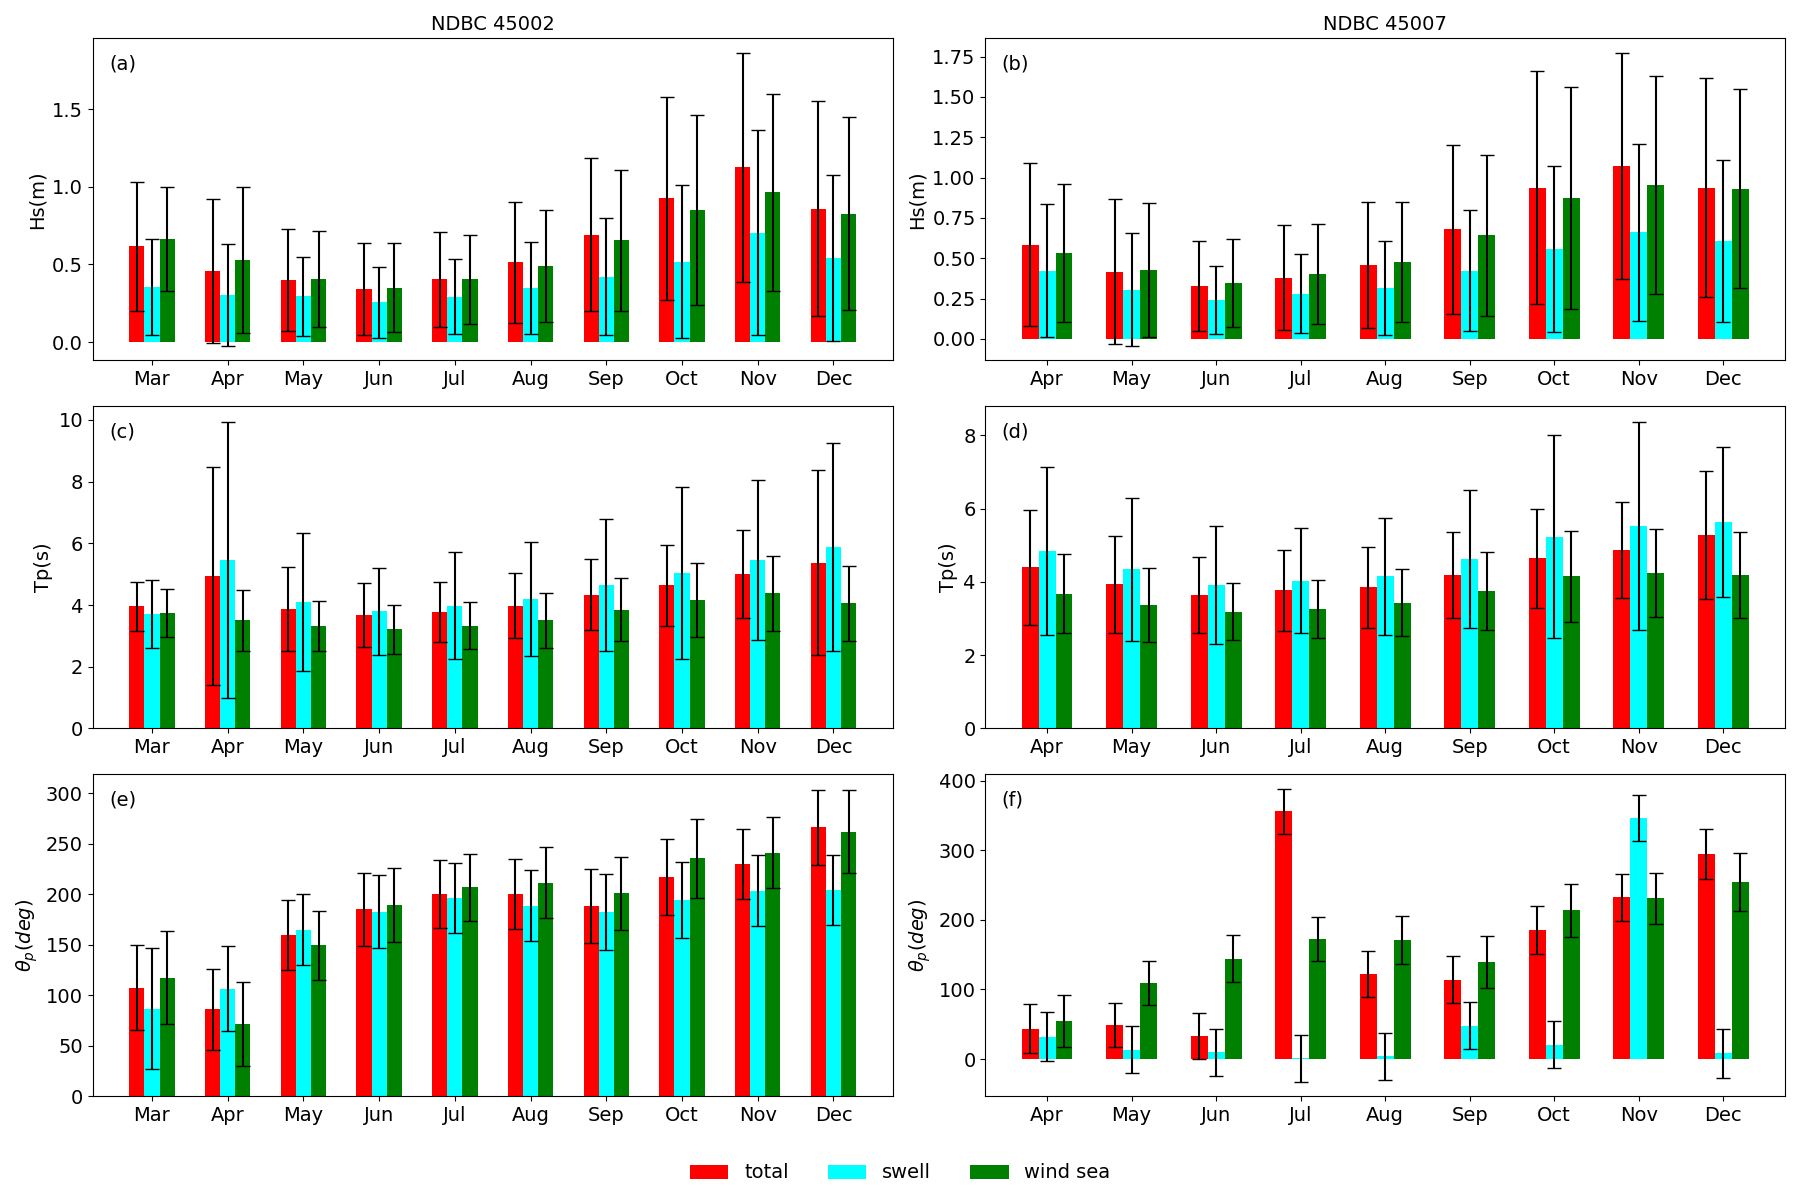 NDBC 45002
NDBC 45007
(a)
Hs(m)
1.5
1.0
0.5
0.0
Mar Apr May Jun Jul Aug Sep Oct Nov Dec
(b)
Hs(m)
1.75
1.50
1.25
1.00
0.75
0.50
0.25
0.00
Apr May Jun Jul Aug Sep Oct Nov Dec
(c)
Tp(s)
10
8
6
4
2
0
Mar Apr May Jun Jul Aug Sep Oct Nov Dec
(d)
Tp(s)
8
6
4
2
0
Apr May Jun Jul Aug Sep Oct Nov Dec
(e)
θp(deg)
300
250
200
150
100
50
0
Mar Apr May Jun Jul Aug Sep Oct Nov Dec
(f)
θp(deg)
400
300
200
100
0
Apr May Jun Jul Aug Sep Oct Nov Dec
total swell wind sea